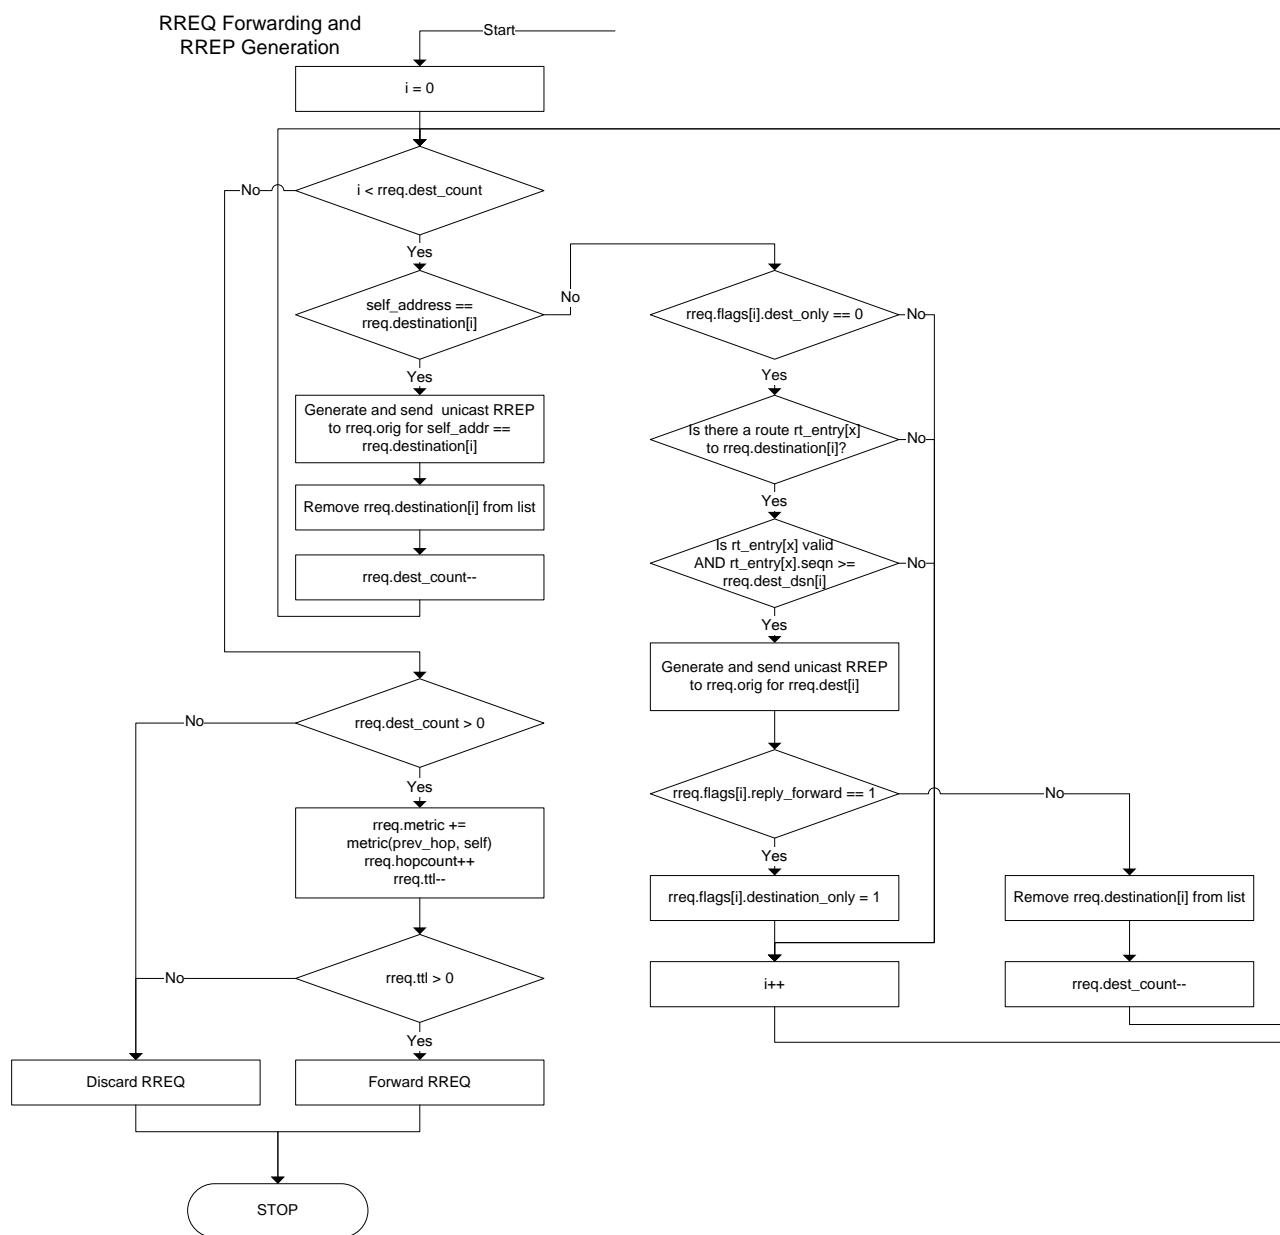 RREQ Forwarding and
RREP Generation
Start
i = 0
i < rreq.dest_count
No
Yes
self_address ==
rreq.destination[i]
No
Yes
Generate and send unicast RREP
to rreq.orig for self_addr ==
rreq.destination[i]
Remove rreq.destination[i] from list
rreq.dest_count--
rreq.flags[i].dest_only == 0
No
Yes
Is there a route rt_entry[x]
to rreq.destination[i]?
No
Yes
Is rt_entry[x] valid
AND rt_entry[x].seqn >=
rreq.dest_dsn[i]
No
Yes
Generate and send unicast RREP
to rreq.orig for rreq.dest[i]
rreq.flags[i].reply_forward == 1
No
Yes
rreq.flags[i].destination_only = 1
i++
Remove rreq.destination[i] from list
rreq.dest_count--
rreq.dest_count > 0
No
Yes
rreq.metric +=
metric(prev_hop, self)
rreq.hopcount++
rreq.ttl--
rreq.ttl > 0
No
Yes
Discard RREQ
Forward RREQ
STOP